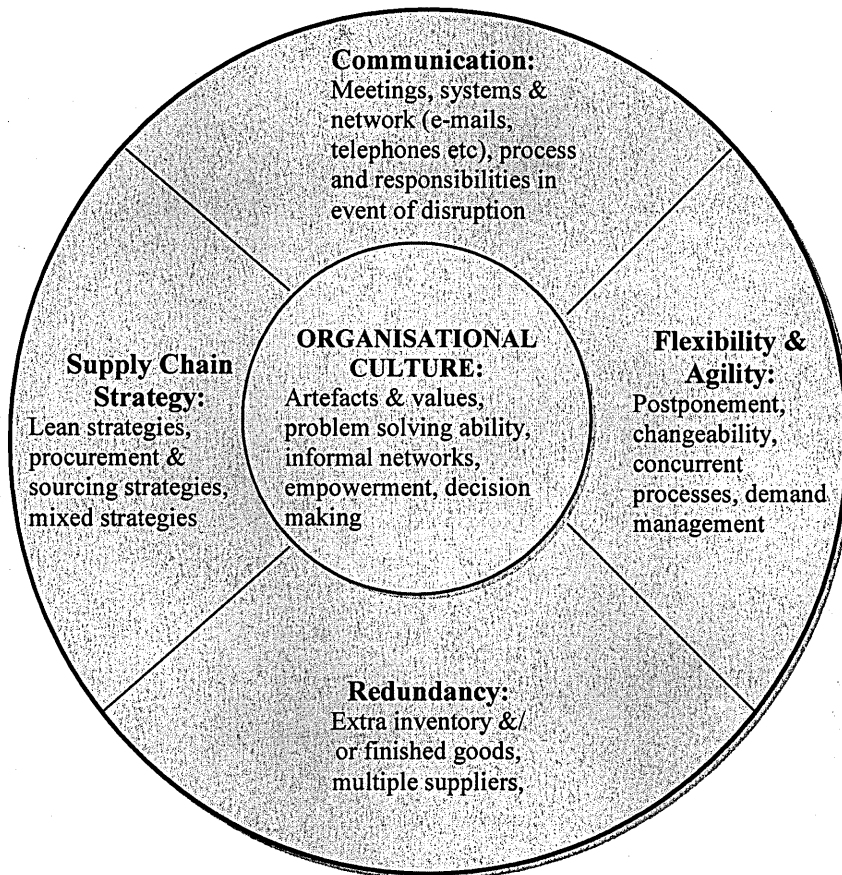 Communication:
Meetings, systems &
network (e-mails,
telephones etc), process
and responsibilities in
event of disruption
Supply Chain
Strategy:
Lean strategies,
procurement &
sourcing strategies,
mixed strategies
ORGANISATIONAL
CULTURE:
Artefacts & values,
problem solving ability,
informal networks,
empowerment, decision
making
Flexibility &
Agility:
Postponement,
changeability,
concurrent
processes, demand
management
Redundancy:
Extra inventory &/
or finished goods,
multiple suppliers,